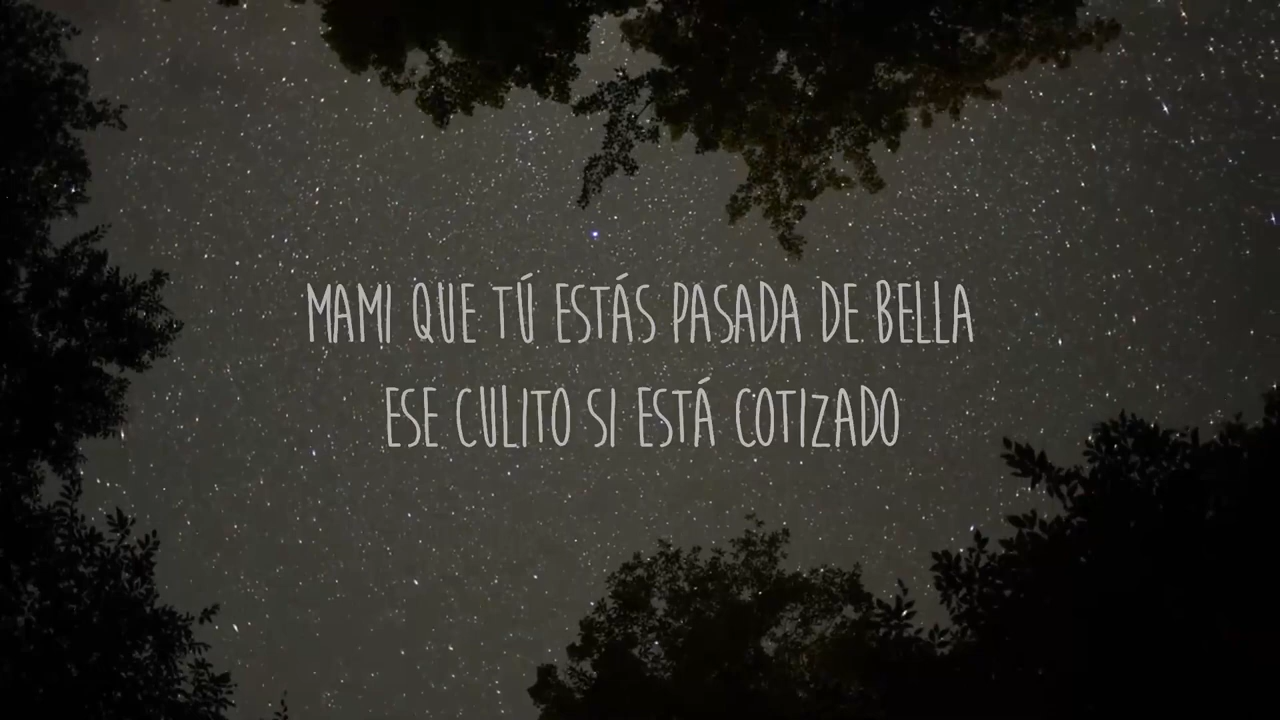 MAMI QUE TÚ ESTÁS PASADA DE BELLA
ESE CULITO SI ESTÁ COTIZADO